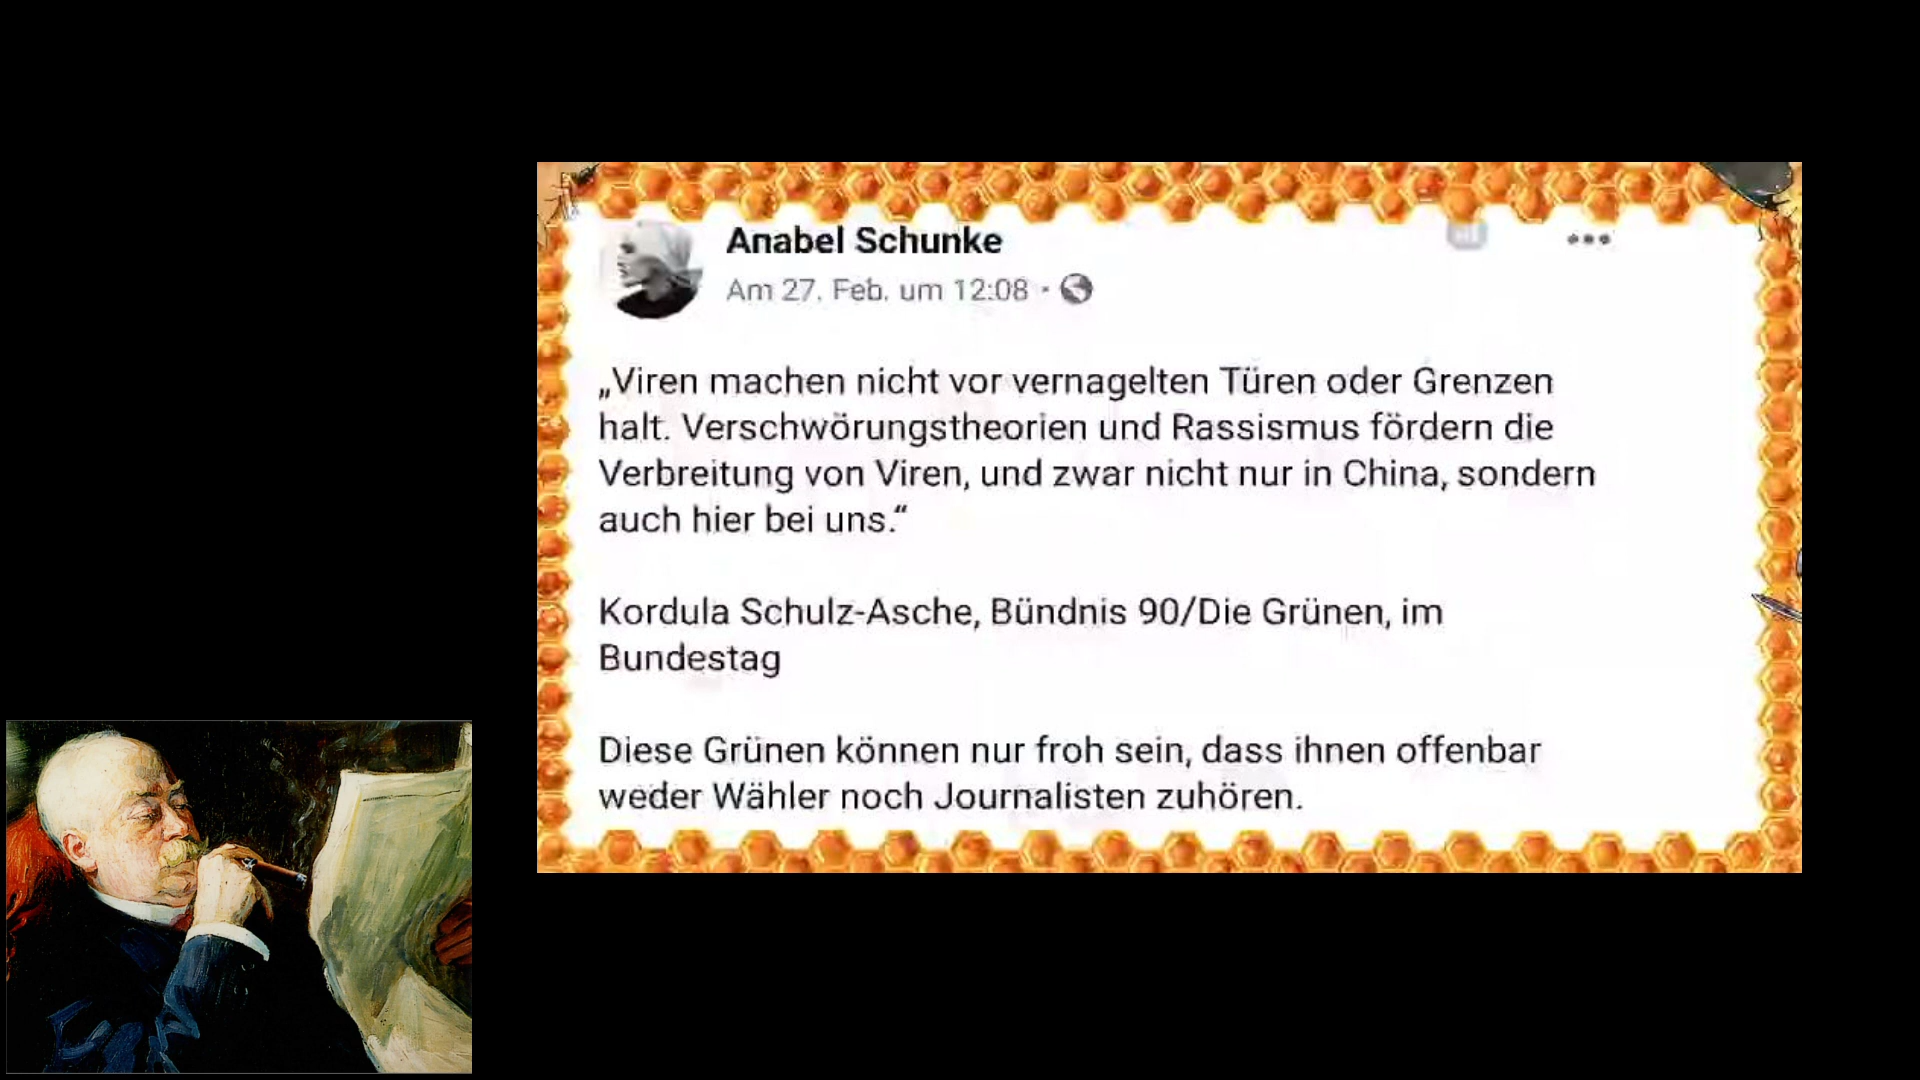 Anabel Schunke
Am 27. Feb. um 12:08 ·
„Viren machen nicht vor vernagelten Türen oder Grenzen
halt. Verschwörungstheorien und Rassismus fördern die
Verbreitung von Viren, und zwar nicht nur in China, sondern
auch hier bei uns.“
Kordula Schulz-Asche, Bündnis 90/Die Grünen, im
Bundestag
Diese Grünen können nur froh sein, dass ihnen offenbar
weder Wähler noch Journalisten zuhören.